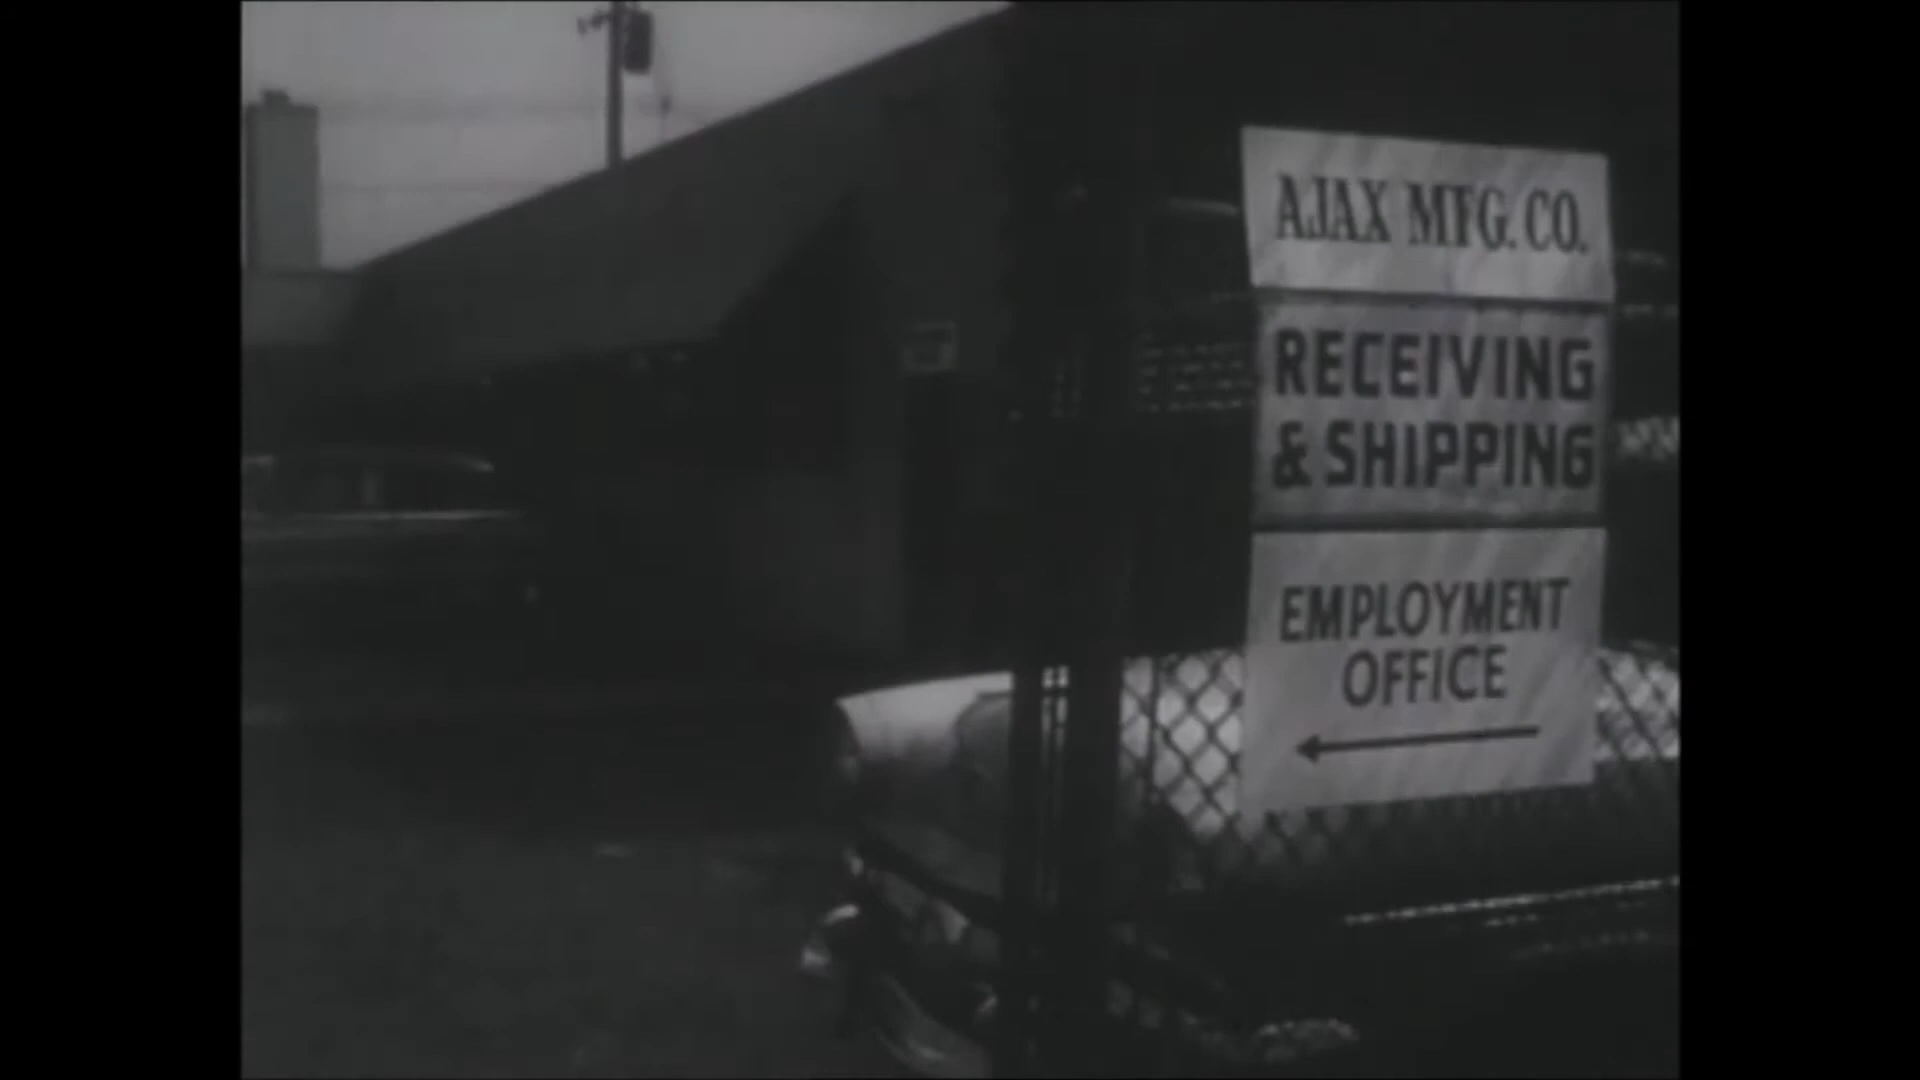 AJAX MFG. CO.
RECEIVING
& SHIPPING
EMPLOYMENT
OFFICE